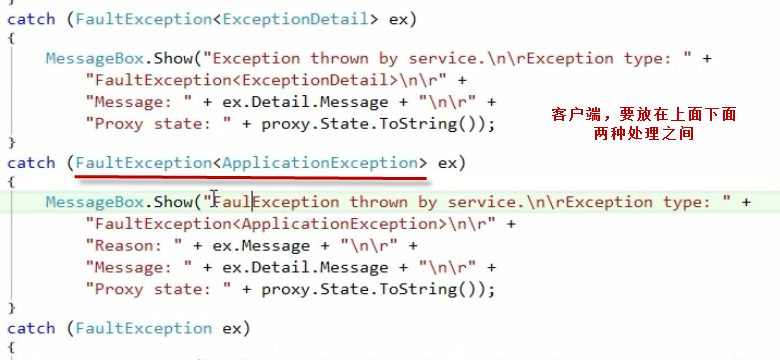 catch (FaultException<ExceptionDetail> ex)
{
MessageBox.Show("Exception thrown by service.\n\rException type: " +
"FaultException<ExceptionDetail>\n\r" +
"Message: " + ex.Detail.Message + "\n\r" +
"Proxy state: " + proxy.State.ToString());
}
客户端，要放在上面下面
两种处理之间
catch (FaultException<ApplicationException> ex)
{
MessageBox.Show("FaulException thrown by service.\n\rException type: " +
"FaultException<ApplicationException>\n\r" +
"Reason: " + ex.Message + "\n\r" +
"Message: " + ex.Detail.Message + "\n\r" +
"Proxy state: " + proxy.State.ToString());
}
catch (FaultException ex)
{